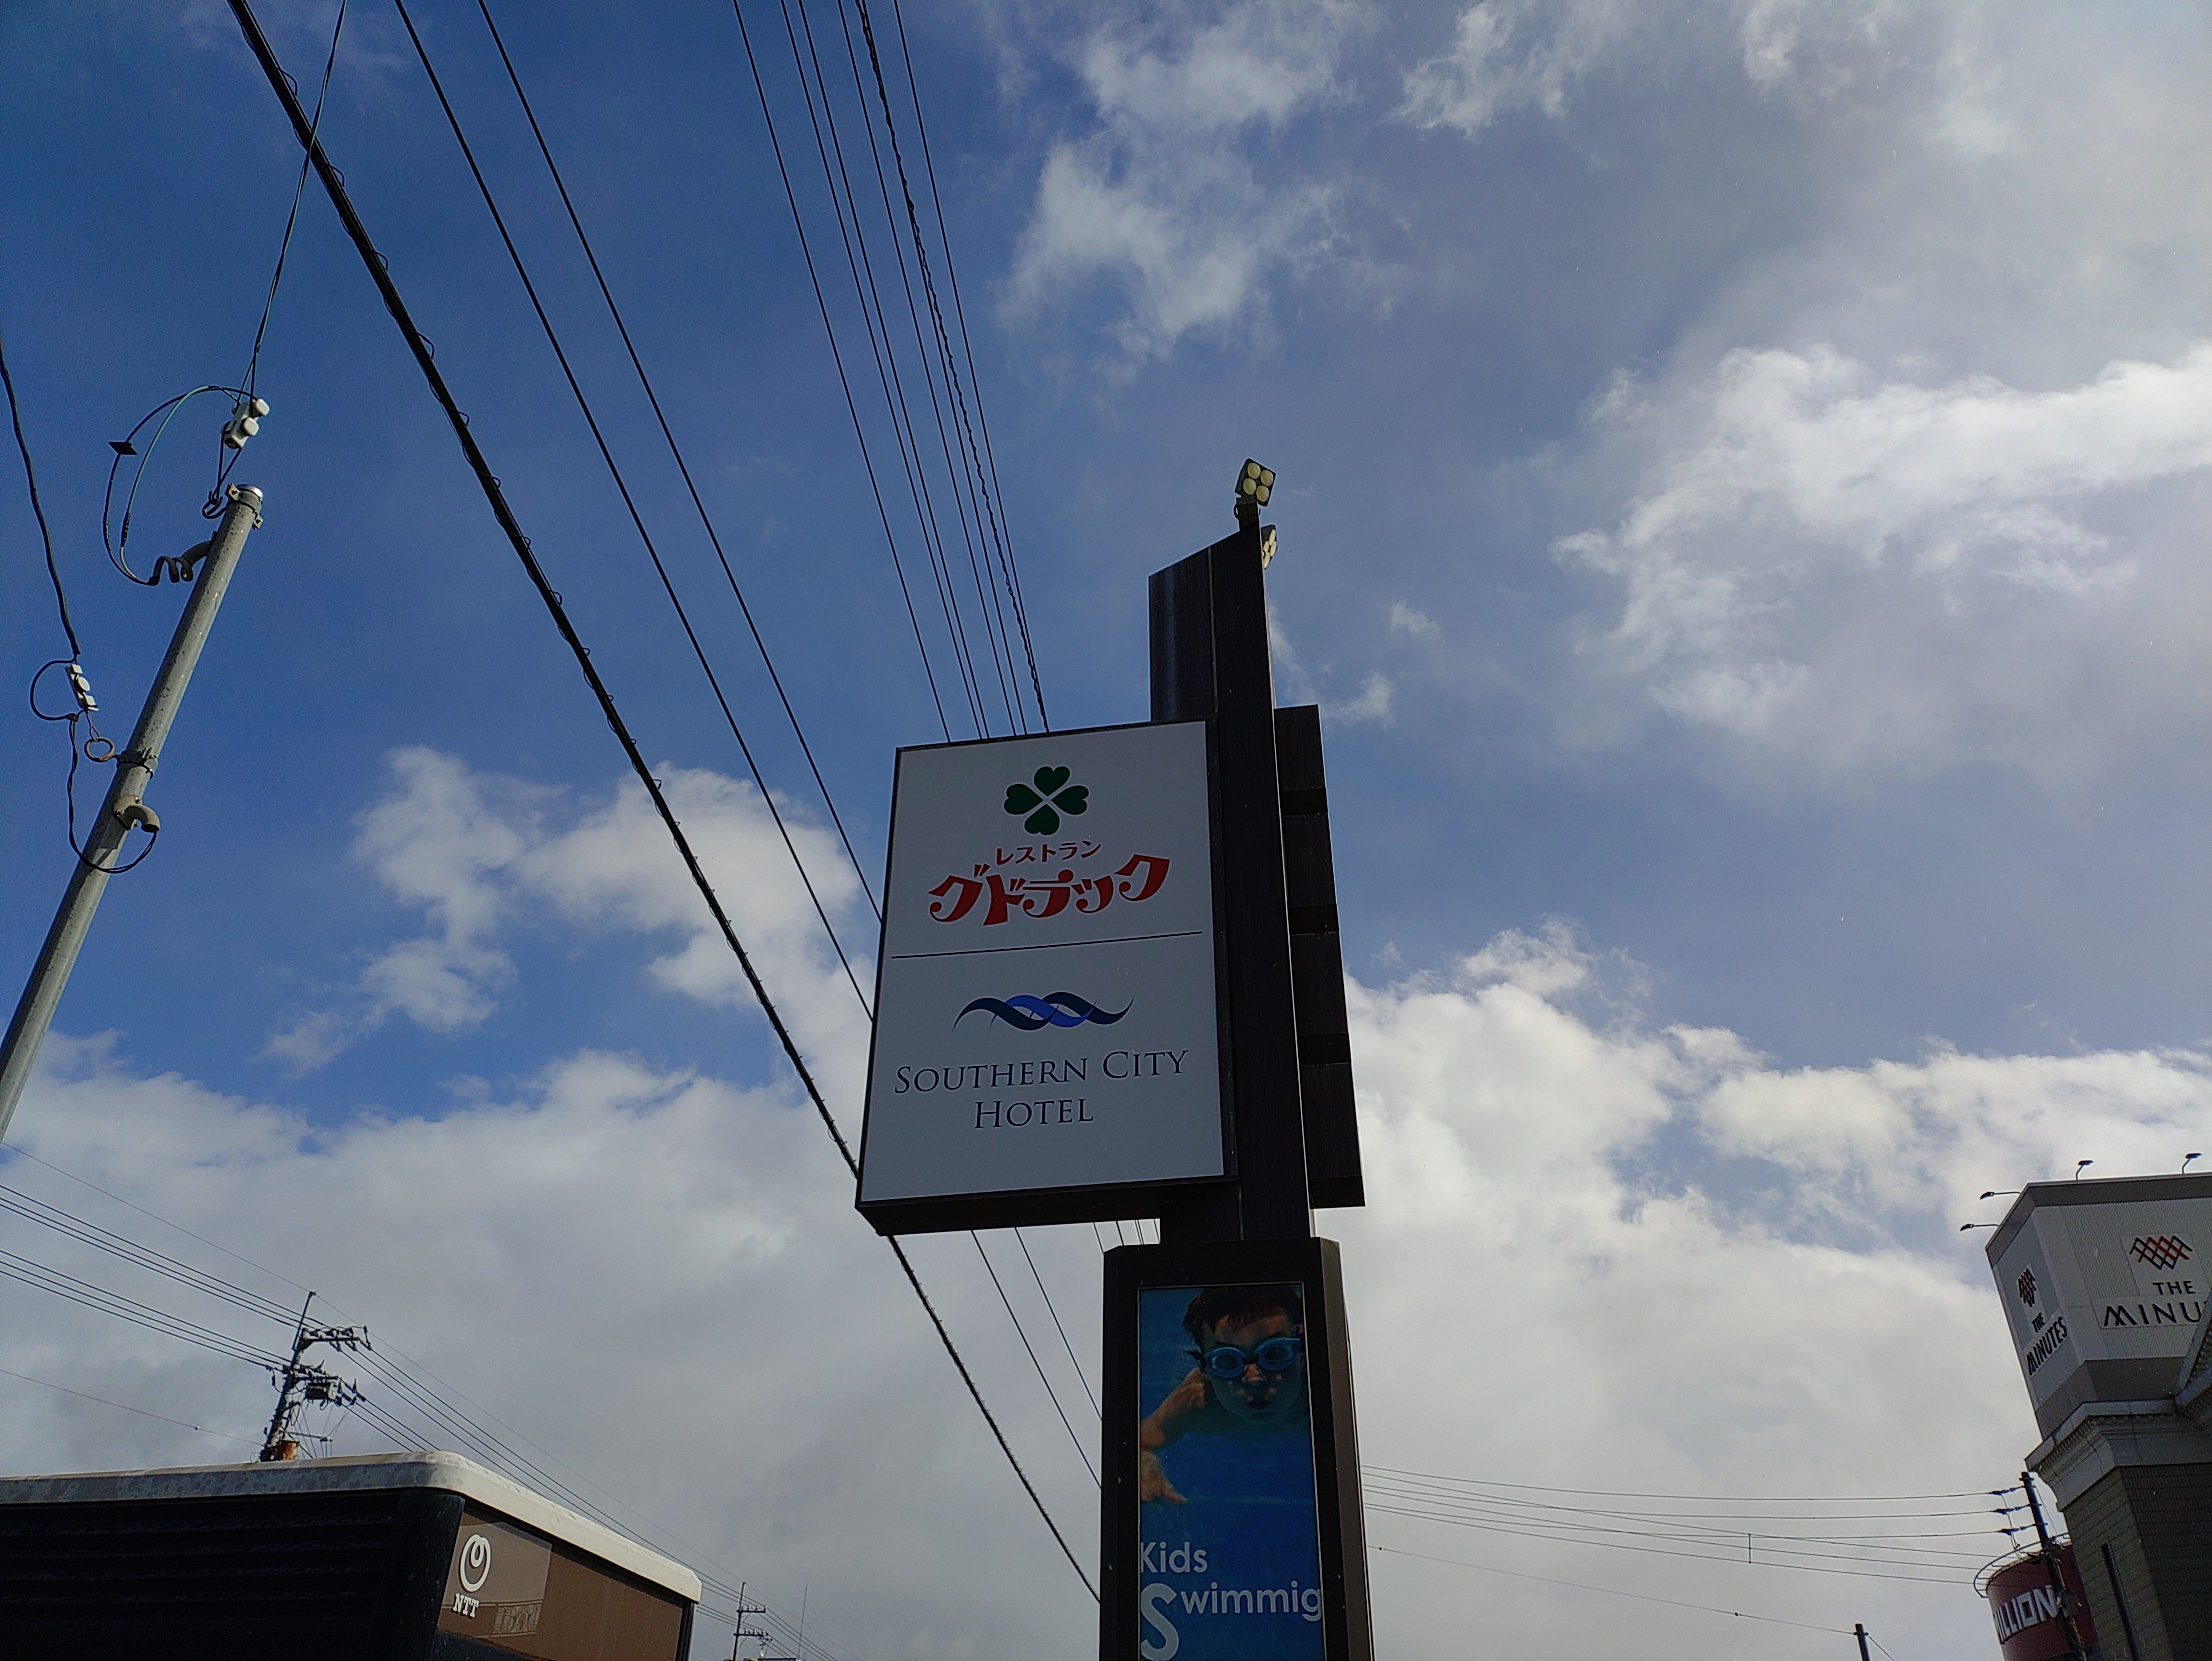 レストラン
グドラック
SOUTHERN CITY
HOTEL
Kids
Swimmig
NTT
THE
MINUTES
THE
MINU